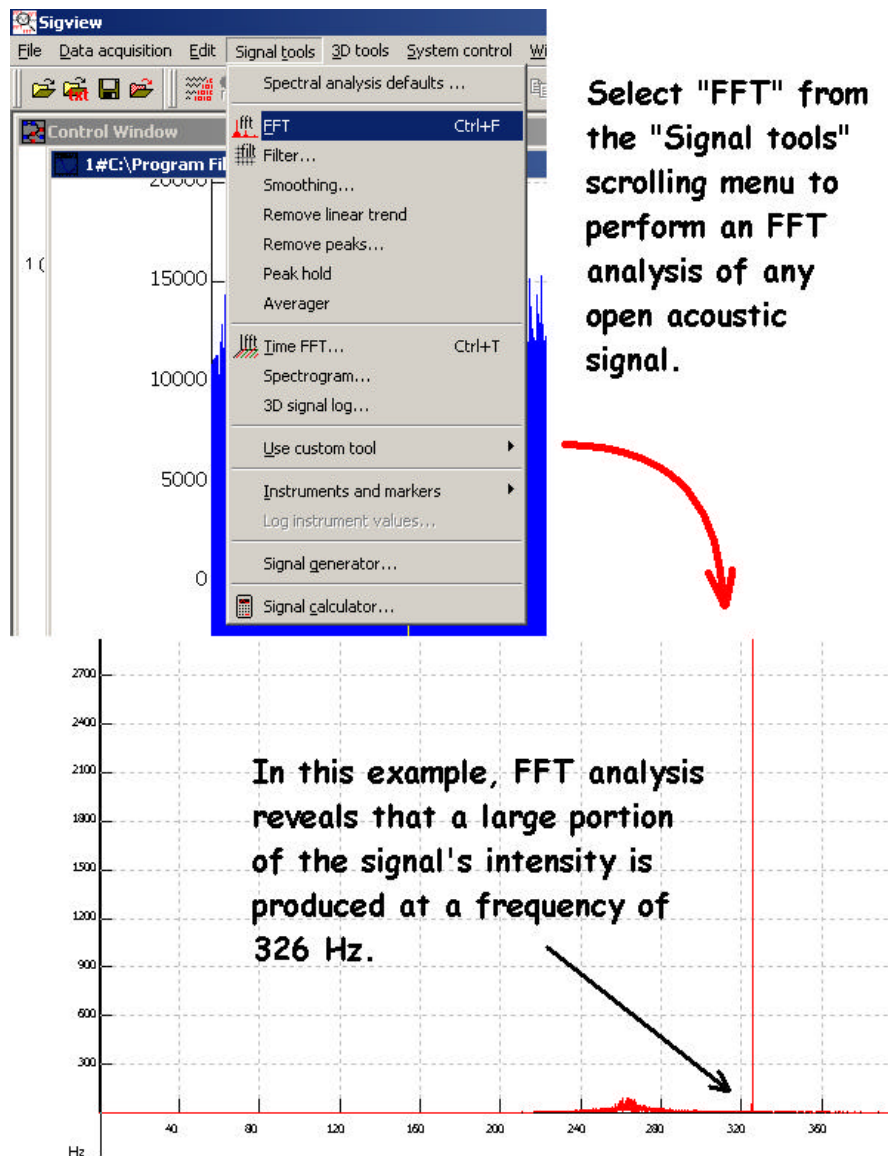 Sigview
File Data acquisition Edit Signal tools 3D tools System control Wi
Control Window
1#C:\Program Fil
1 (
20000
15000
10000
5000
0
Spectral analysis defaults ...
FFT Ctrl+F
Filter...
Smoothing...
Remove linear trend
Remove peaks...
Peak hold
Averager
Time FFT... Ctrl+T
Spectrogram...
3D signal log...
Use custom tool
Instruments and markers
Log instrument values...
Signal generator...
Signal calculator...
Select "FFT" from
the "Signal tools"
scrolling menu to
perform an FFT
analysis of any
open acoustic
signal.
2700
2400
2100
1800
1500
1200
900
600
300
In this example, FFT analysis
reveals that a large portion
of the signal's intensity is
produced at a frequency of
326 Hz.
40 80 120 160 200 240 280 320 360
Hz